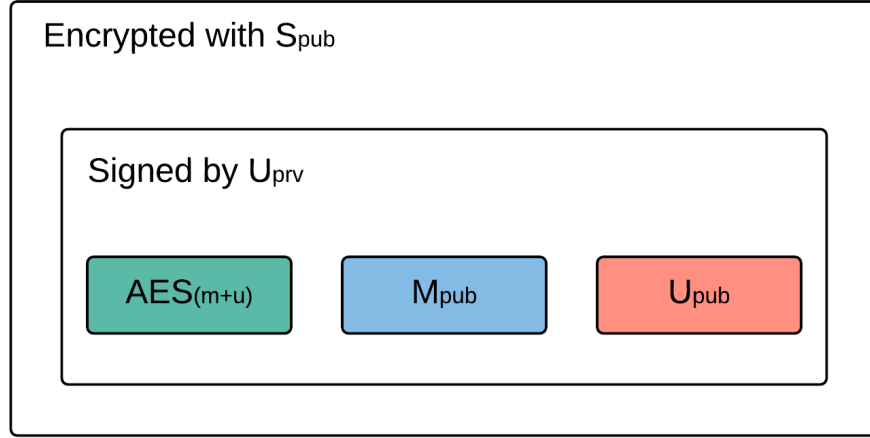 Encrypted with Spub
Signed by Uprv
AES(m+u)
Mpub
Upub